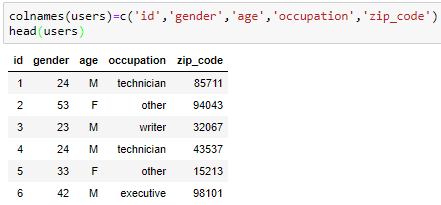 colnames(users)=c('id','gender','age','occupation','zip_code')
head(users)
id gender age occupation zip_code
1 24 M technician 85711
2 53 F other 94043
3 23 M writer 32067
4 24 M technician 43537
5 33 F other 15213
6 42 M executive 98101